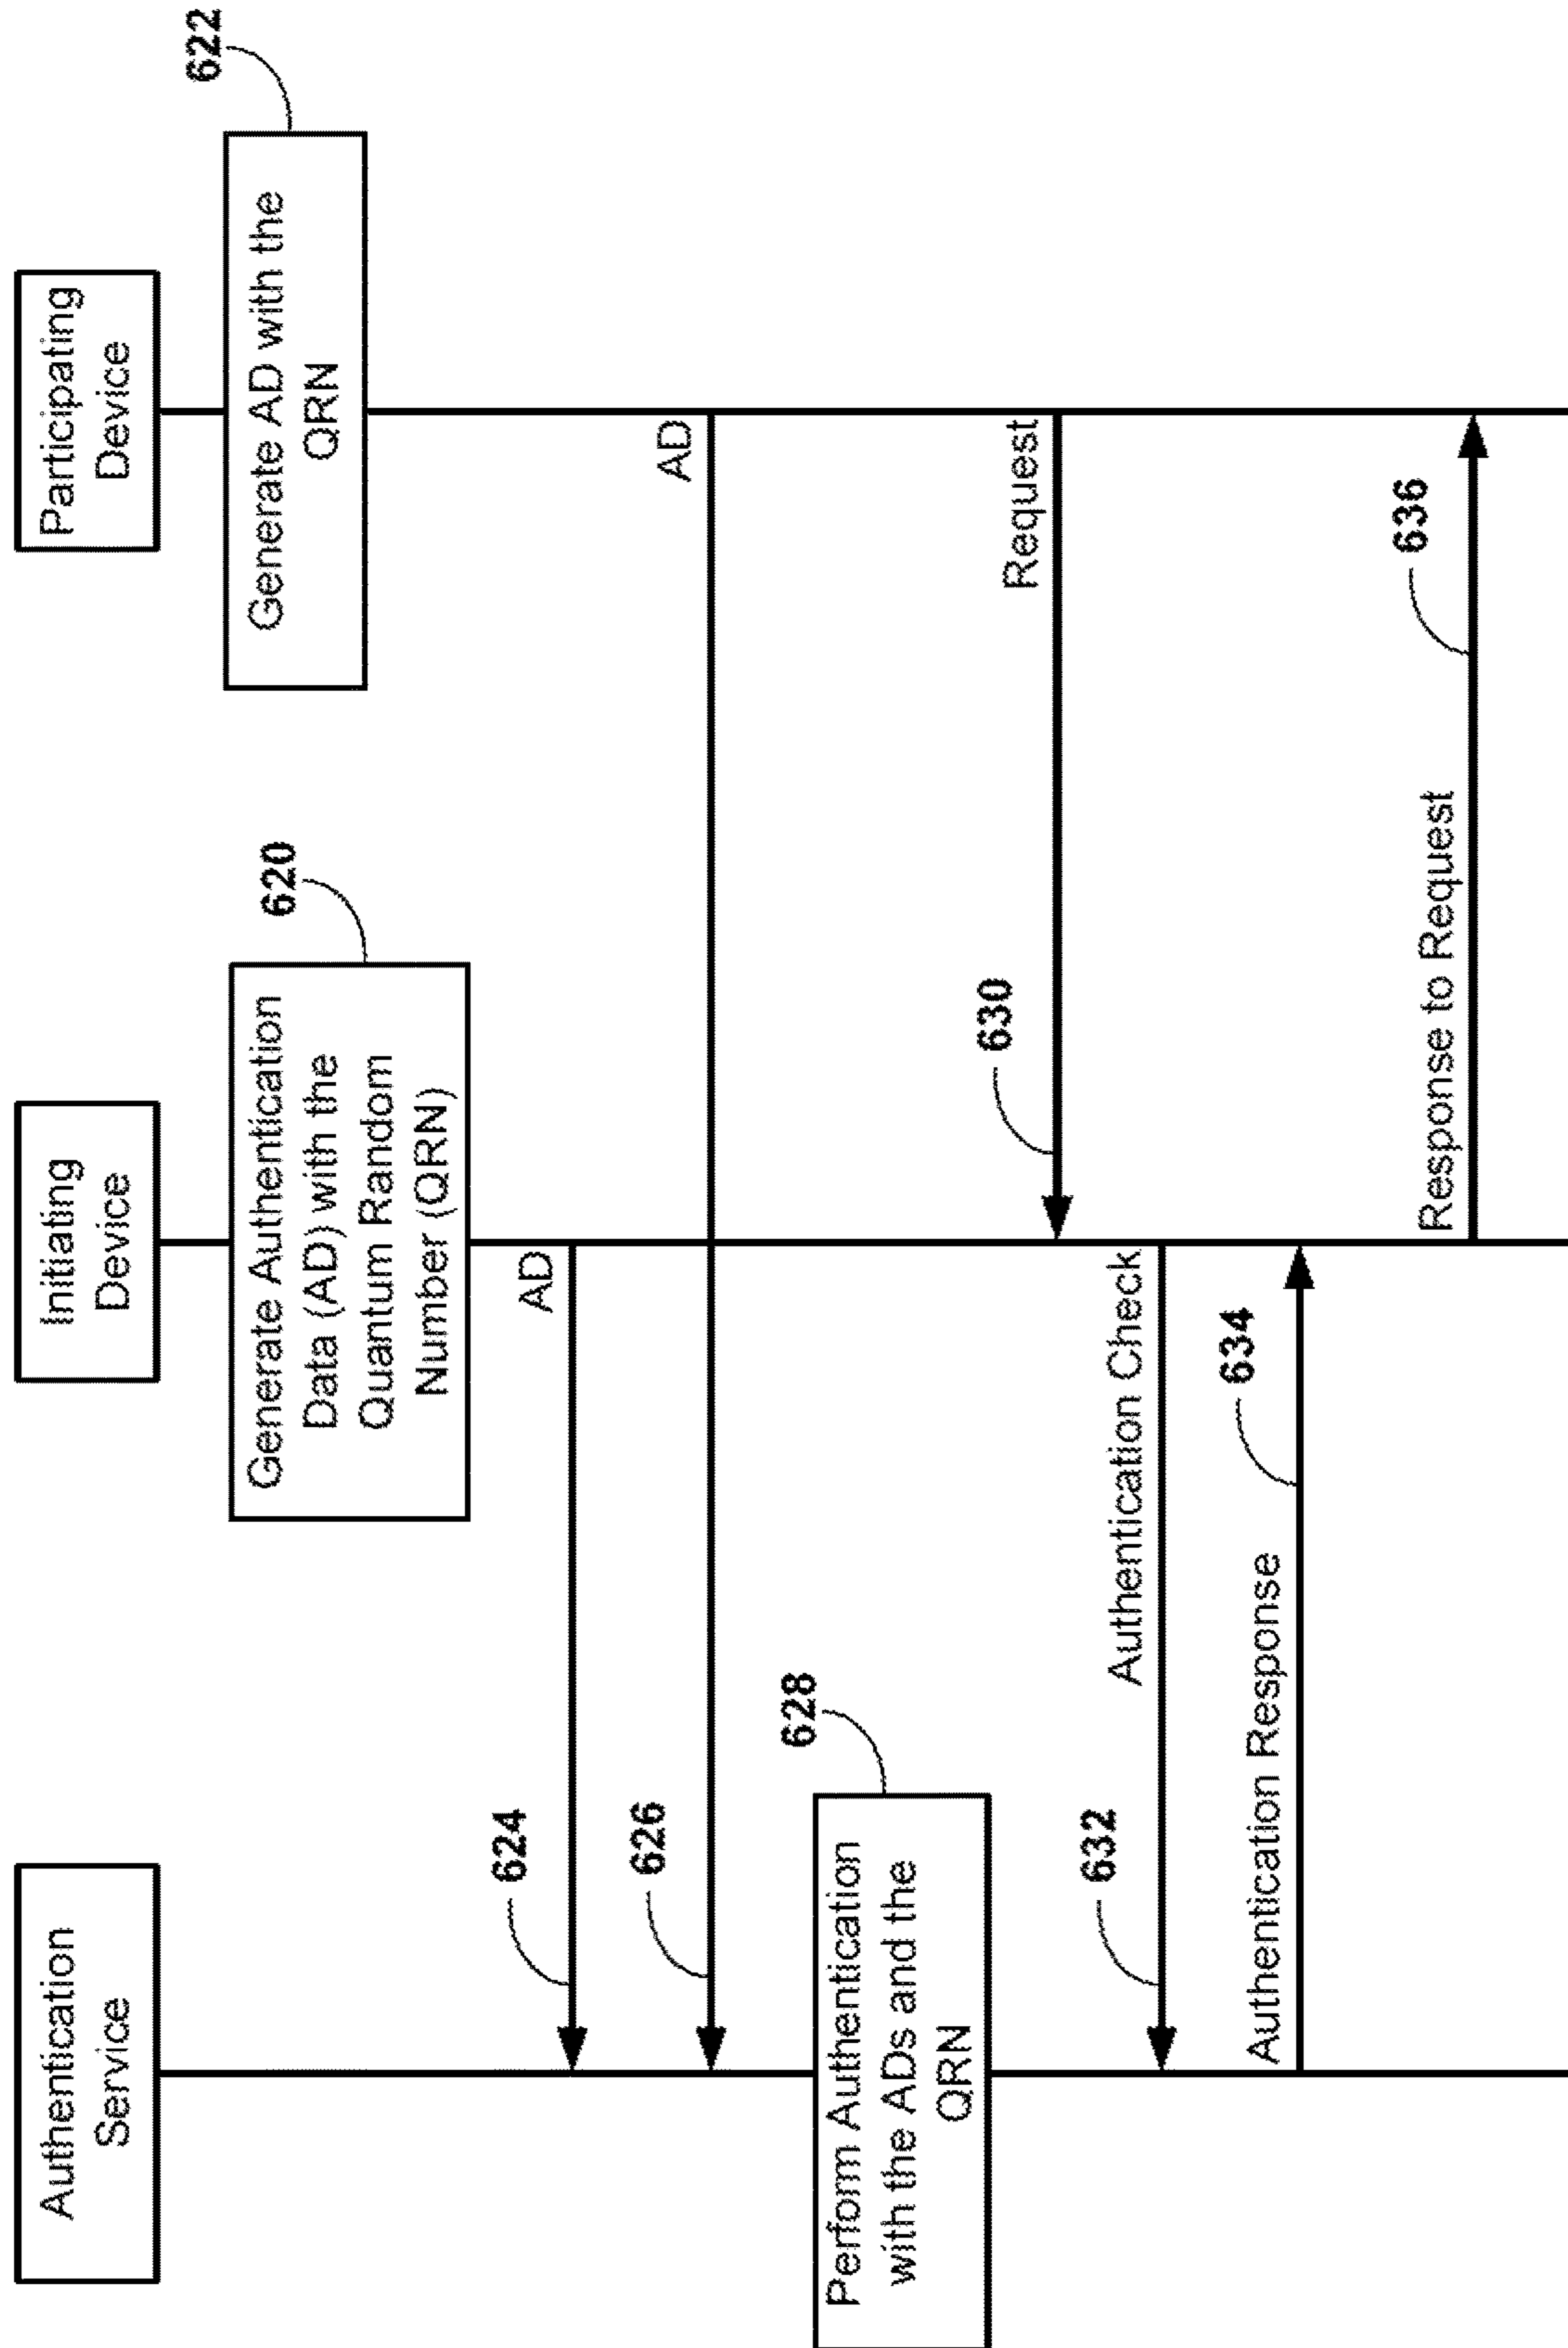 Authentication
Service
Initiating
Device
Participating
Device
Generate Authentication
Data (AD) with the
Quantum Random
Number (QRN)
620
Generate AD with the
QRN
622
624
AD
626
AD
Perform Authentication
with the ADs and the
QRN
628
630
Request
632
Authentication Check
Authentication Response
634
Response to Request
636